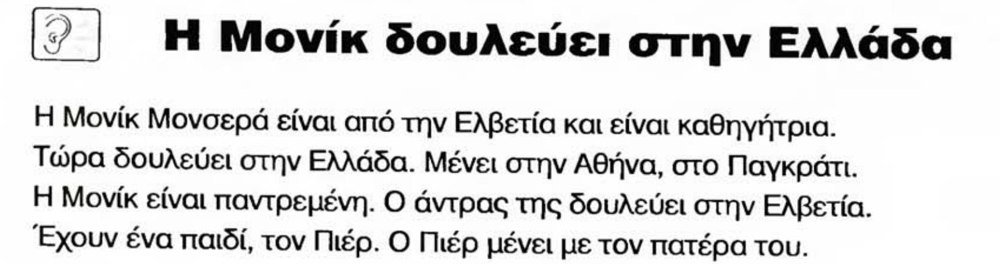 Η Μονίκ δουλεύει στην Ελλάδα
Η Μονίκ Μονσερά είναι από την Ελβετία και είναι καθηγήτρια.
Τώρα δουλεύει στην Ελλάδα. Μένει στην Αθήνα, στο Παγκράτι.
Η Μονίκ είναι παντρεμένη. Ο άντρας της δουλεύει στην Ελβετία.
Έχουν ένα παιδί, τον Πιέρ. Ο Πιέρ μένει με τον πατέρα του.